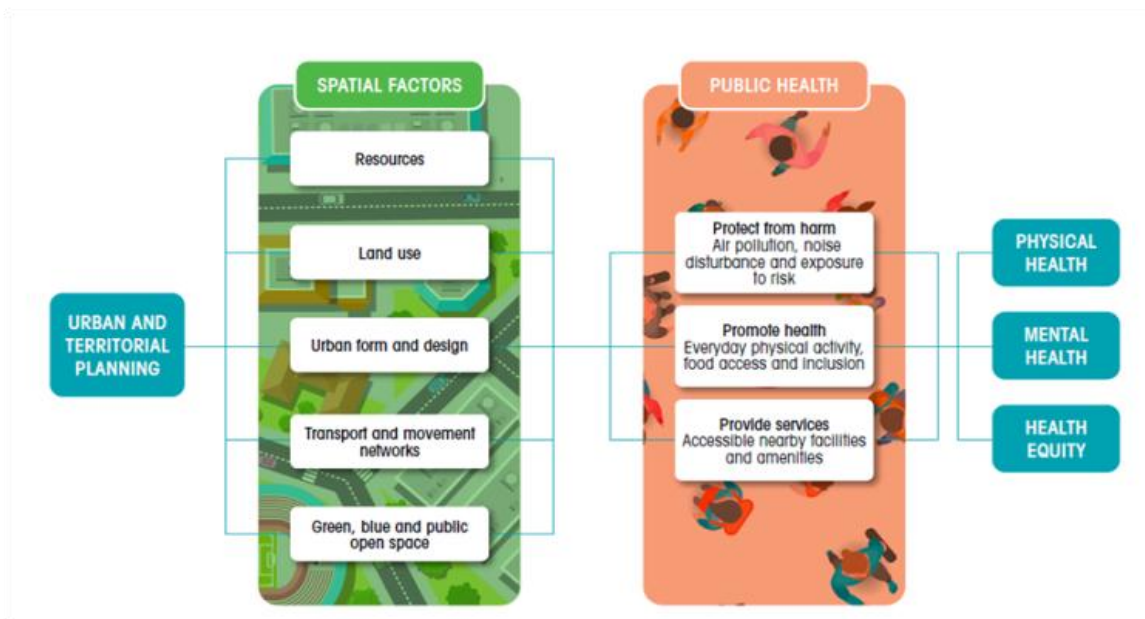 SPATIAL FACTORS
PUBLIC HEALTH
URBAN AND
TERRITORIAL
PLANNING
Resources
Land use
Urban form and design
Transport and movement
networks
Green, blue and public
open space
Protect from harm
Air pollution, noise
disturbance and exposure
to risk
Promote health
Everyday physical activity,
food access and inclusion
Provide services
Accessible nearby facilities
and amenities
PHYSICAL
HEALTH
MENTAL
HEALTH
HEALTH
EQUITY